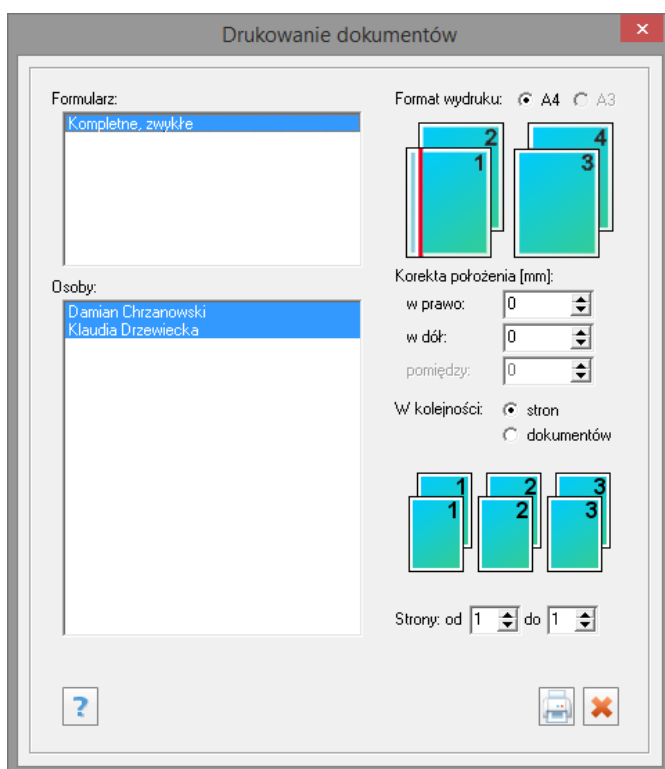 Drukowanie dokumentów
Formularz:
Kompletne, zwykłe
Osoby:
Damian Chrzanowski
Klaudia Drzewiecka
Format wydruku: A4 A3
2
1
4
3
Korekta położenia [mm]:
w prawo: 0
w dół: 0
pomiędzy: 0
W kolejności: stron
dokumentów
1 2 3
1 2 3
Strony: od 1 do 1
?